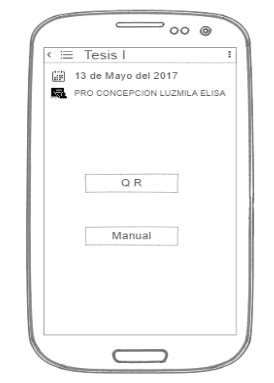 Tesis I
13 de Mayo del 2017
PRO CONCEPCION LUZMILA ELISA
Q R
Manual